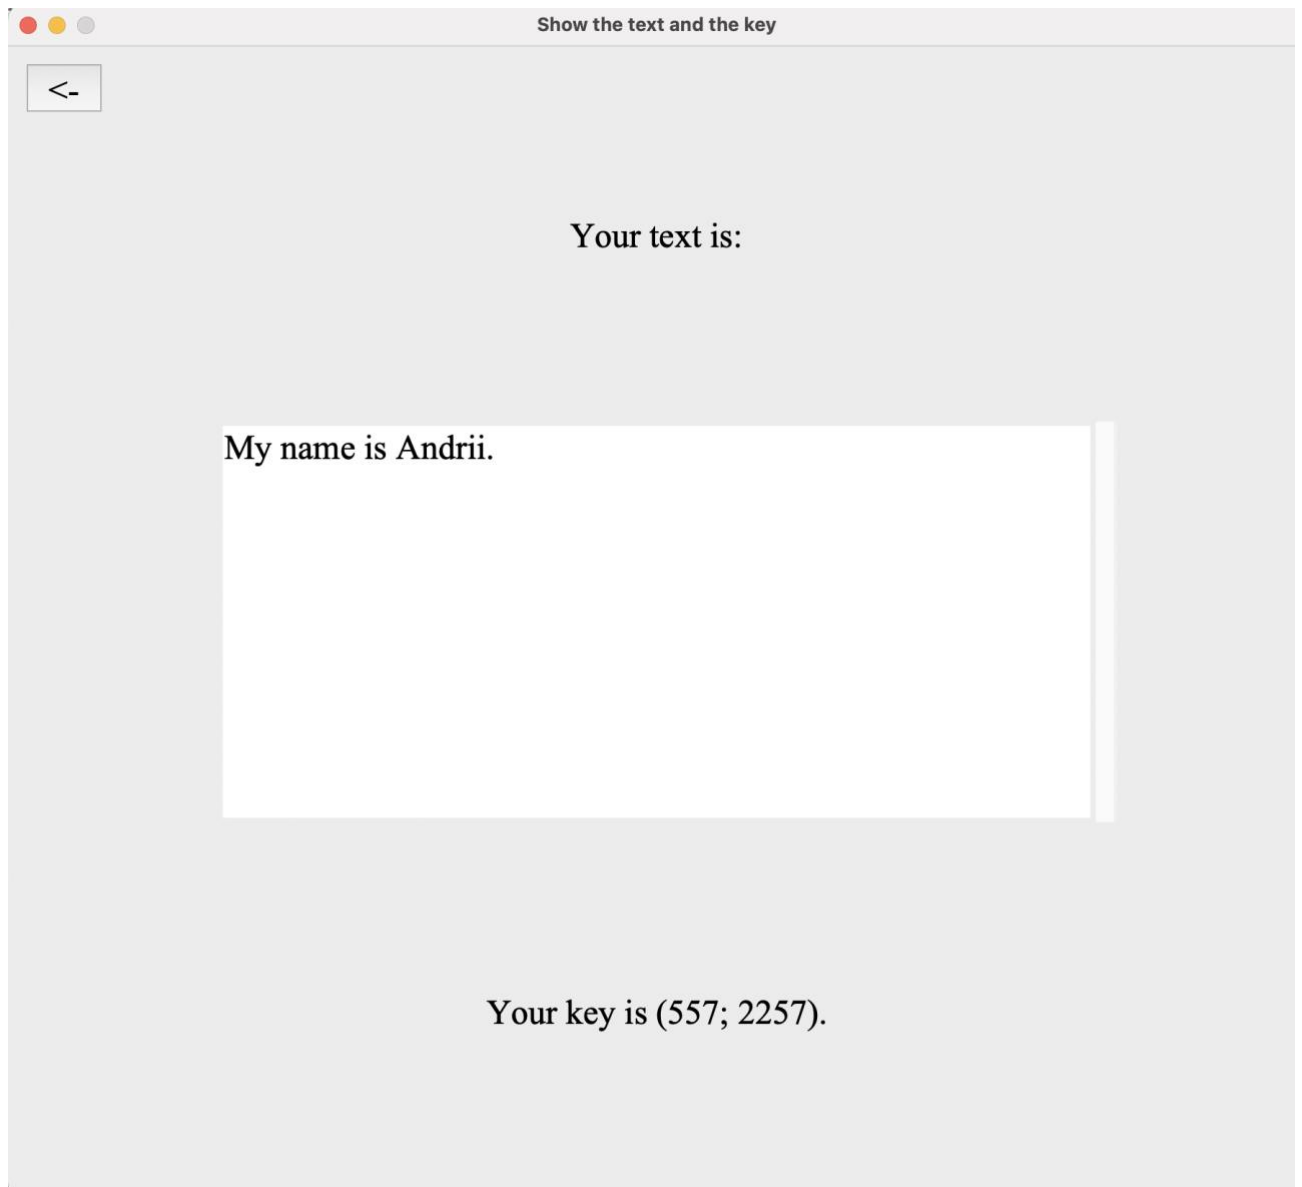 Show the text and the key
<-
Your text is:
My name is Andrii.
Your key is (557; 2257).